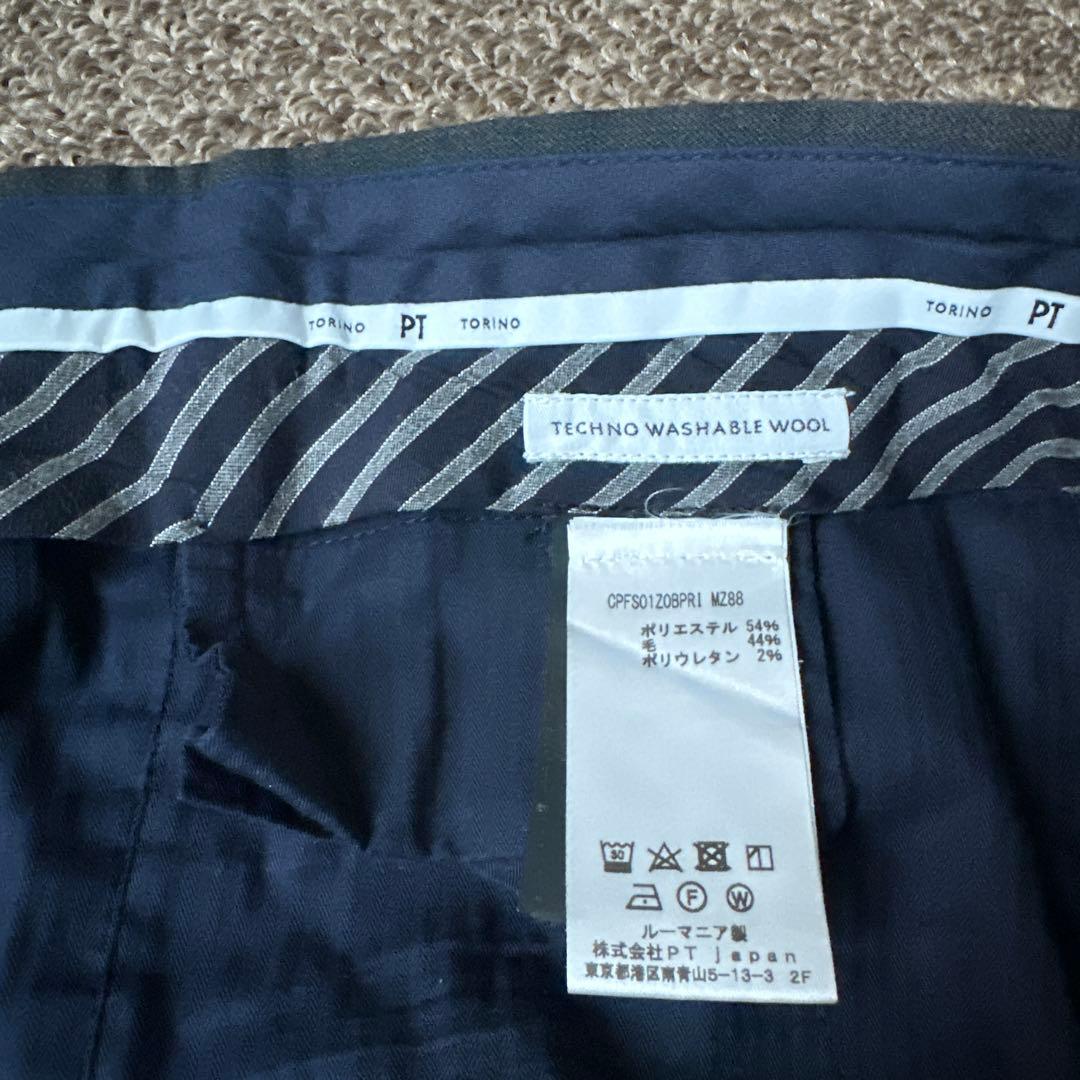 TORINO PT TORINO TORINO PT
TECHNO WASHABLE WOOL
CPFS01Z0BPRI MZ88
ポリエステル 54%
毛 44%
ポリウレタン 2%
30
F W
ルーマニア製
株式会社PT japan
東京都港区南青山5-13-3 2F